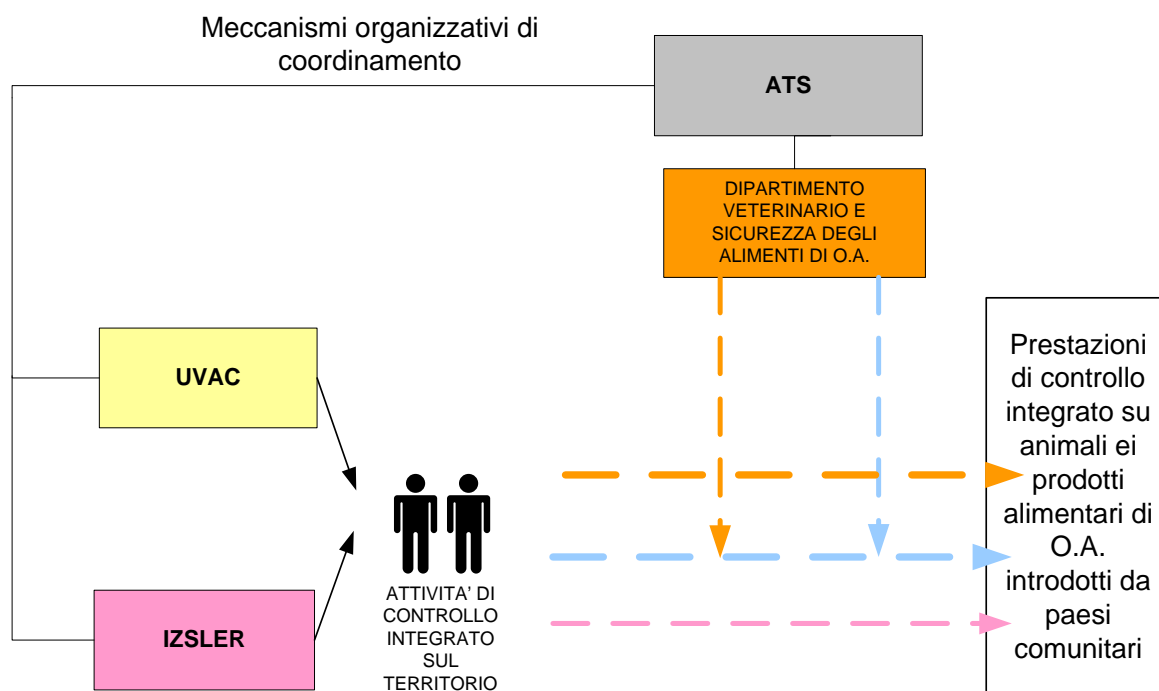 Meccanismi organizzativi di
coordinamento
ATS
DIPARTIMENTO
VETERINARIO E
SICUREZZA DEGLI
ALIMENTI DI O.A.
UVAC
IZSLER
ATTIVITA' DI
CONTROLLO
INTEGRATO
SUL
TERRITORIO
Prestazioni
di controllo
integrato su
animali ei
prodotti
alimentari di
O.A.
introdotti da
paesi
comunitari